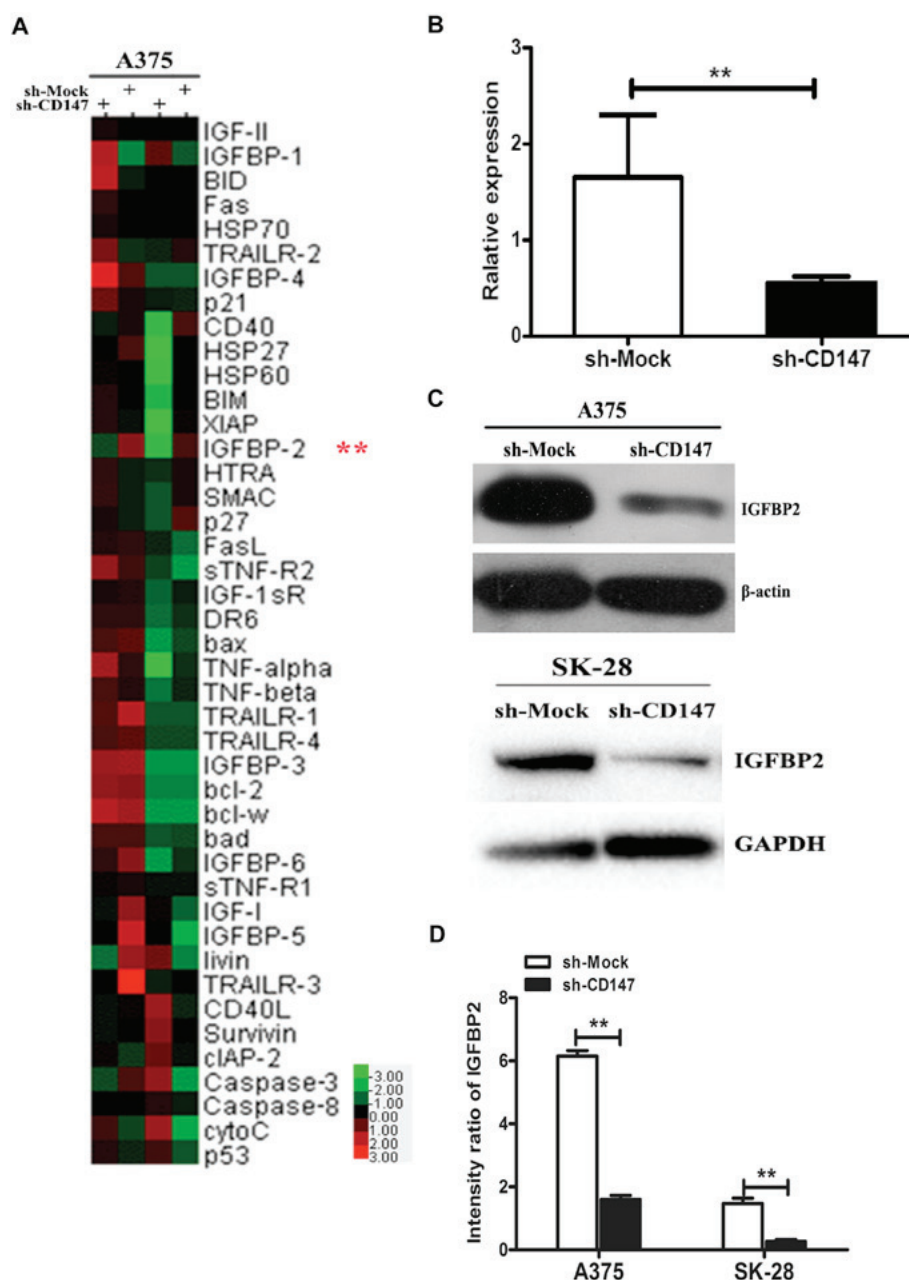 A
A375
sh-Mock + +
sh-CD147 + +
IGF-II
IGFBP-1
BID
Fas
HSP70
TRAILR-2
IGFBP-4
p21
CD40
HSP27
HSP60
BIM
XIAP
IGFBP-2 **
HTRA
SMAC
p27
FasL
sTNF-R2
IGF-1sR
DR6
bax
TNF-alpha
TNF-beta
TRAILR-1
TRAILR-4
IGFBP-3
bcl-2
bcl-w
bad
IGFBP-6
sTNF-R1
IGF-I
IGFBP-5
livin
TRAILR-3
CD40L
Survivin
cIAP-2
Caspase-3
Caspase-8
cytoC
p53
-3.00
-2.00
-1.00
0.00
1.00
2.00
3.00
B
Ralative expression
3
2
1
0
**
sh-Mock sh-CD147
C
A375
sh-Mock sh-CD147
IGFBP2
β-actin
SK-28
sh-Mock sh-CD147
IGFBP2
GAPDH
D
sh-Mock
sh-CD147
Intensity ratio of IGFBP2
8
6
4
2
0
**
**
A375 SK-28